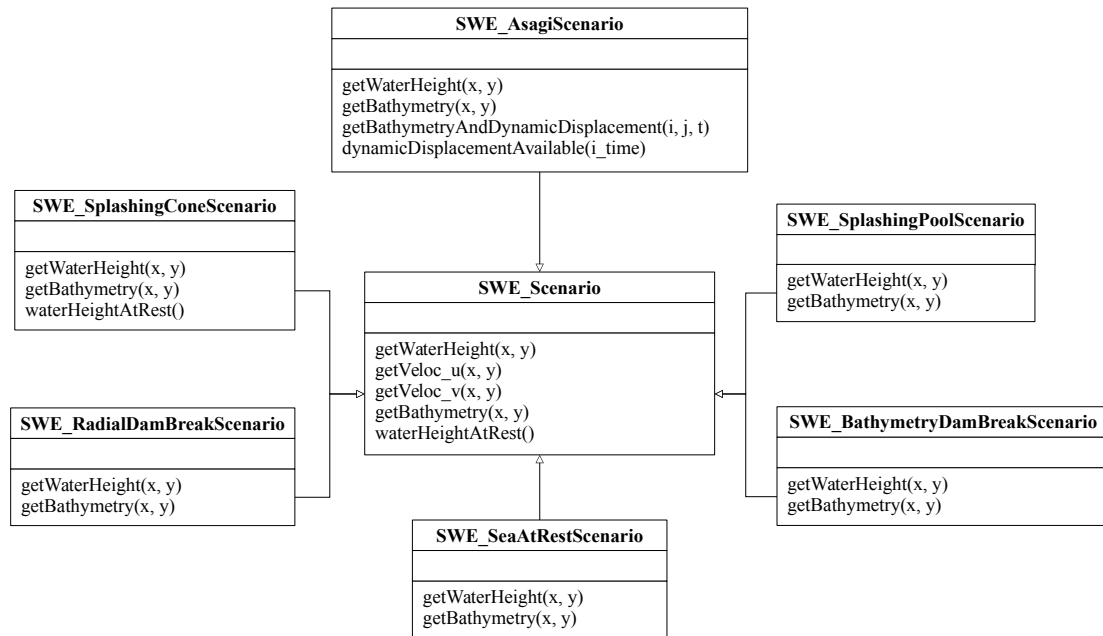 SWE_AsagiScenario
getWaterHeight(x, y)
getBathymetry(x, y)
getBathymetryAndDynamicDisplacement(i, j, t)
dynamicDisplacementAvailable(i_time)
SWE_SplashingConeScenario
getWaterHeight(x, y)
getBathymetry(x, y)
waterHeightAtRest()
SWE_SplashingPoolScenario
getWaterHeight(x, y)
getBathymetry(x, y)
SWE_Scenario
getWaterHeight(x, y)
getVeloc_u(x, y)
getVeloc_v(x, y)
getBathymetry(x, y)
waterHeightAtRest()
SWE_RadialDamBreakScenario
getWaterHeight(x, y)
getBathymetry(x, y)
SWE_BathymetryDamBreakScenario
getWaterHeight(x, y)
getBathymetry(x, y)
SWE_SeaAtRestScenario
getWaterHeight(x, y)
getBathymetry(x, y)